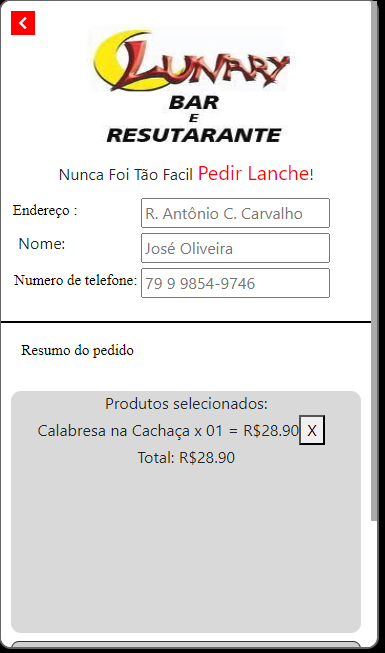 LUNARY
BAR
E
RESUTARANTE
Nunca Foi Tão Facil Pedir Lanche!
Endereço : R. Antônio C. Carvalho
Nome: José Oliveira
Numero de telefone: 79 9 9854-9746
Resumo do pedido
Produtos selecionados:
Calabresa na Cachaça x 01 = R$28.90 X
Total: R$28.90